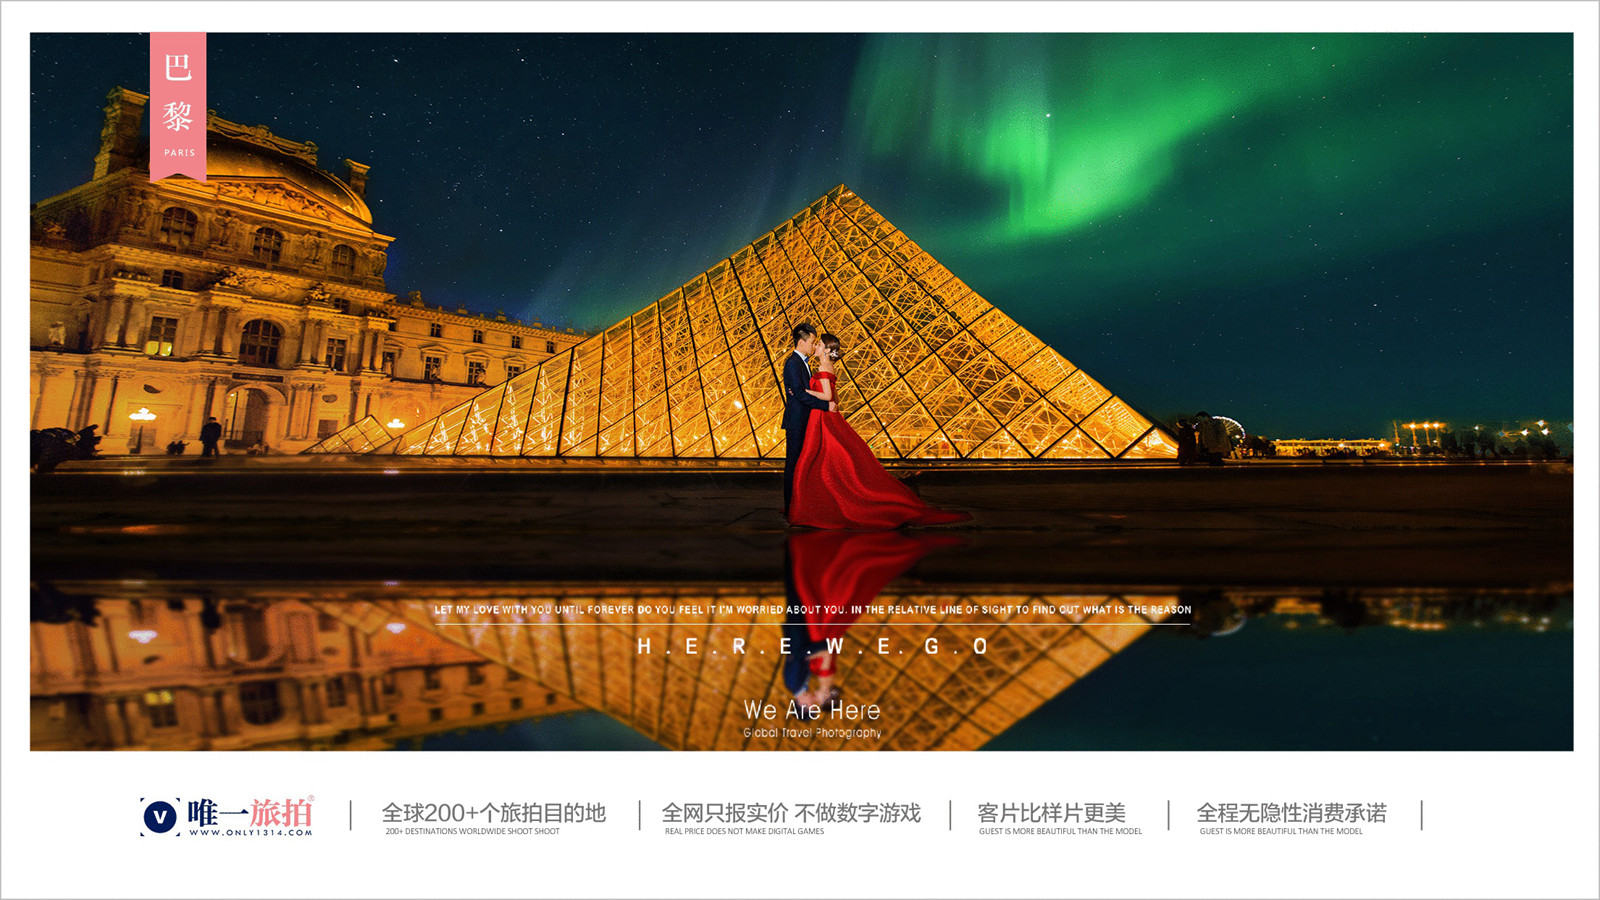 巴
黎
PARIS
LET MY LOVE WITH YOU UNTIL FOREVER DO YOU FEEL IT I'M WORRIED ABOUT YOU. IN THE RELATIVE LINE OF SIGHT TO FIND OUT WHAT IS THE REASON
H.E.R.E.W.E.G.O
We Are Here
Global Travel Photography
V 唯一旅拍®
WWW.ONLY1314.COM
全球200+个旅拍目的地
200+ DESTINATIONS WORLDWIDE SHOOT SHOOT
全网只报实价 不做数字游戏
REAL PRICE DOES NOT MAKE DIGITAL GAMES
客片比样片更美
GUEST IS MORE BEAUTIFUL THAN THE MODEL
全程无隐性消费承诺
GUEST IS MORE BEAUTIFUL THAN THE MODEL